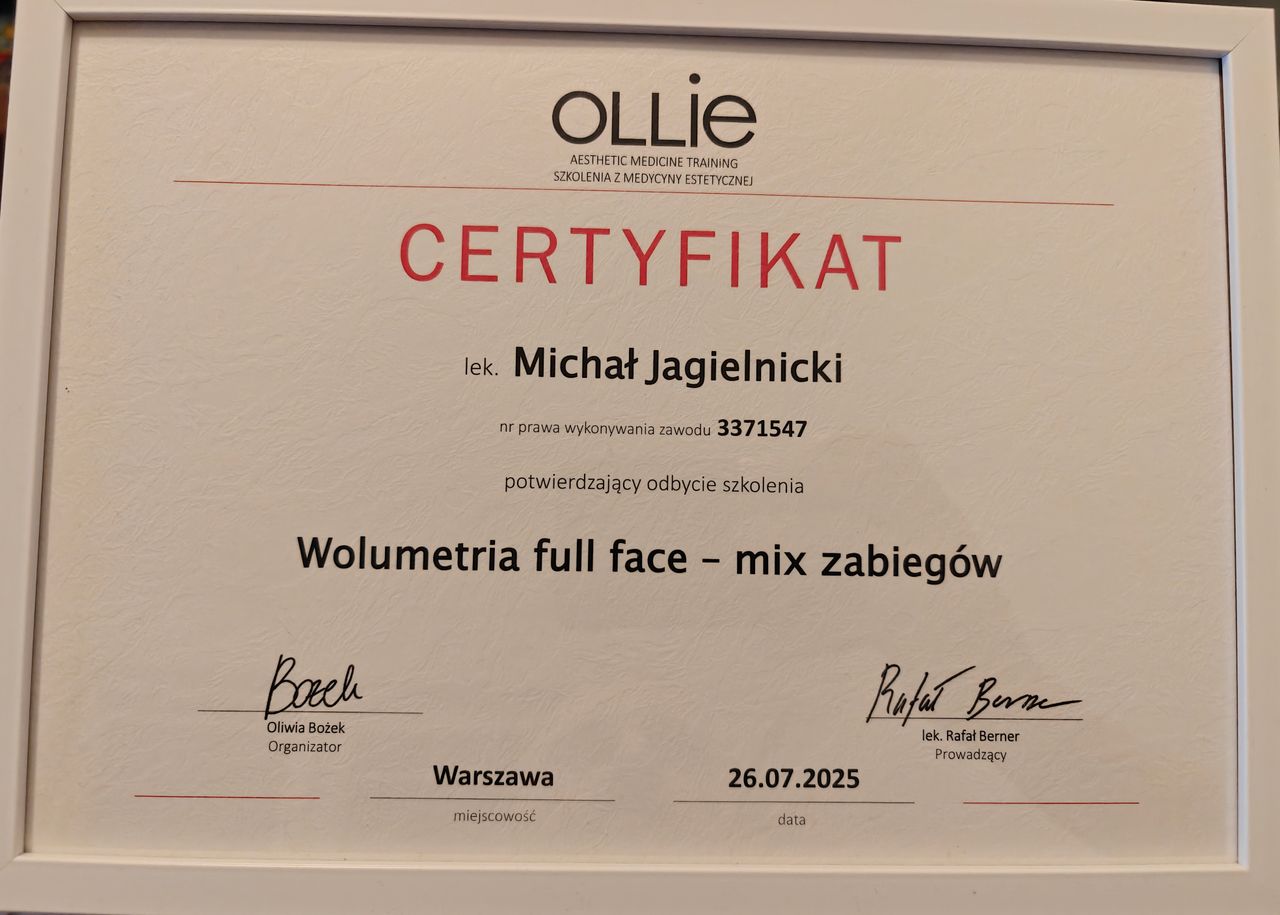 OLLie
AESTHETIC MEDICINE TRAINING
SZKOLENIA Z MEDYCYNY ESTETYCZNEJ
CERTYFIKAT
lek. Michał Jagielnicki
nr prawa wykonywania zawodu 3371547
potwierdzający odbycie szkolenia
Wolumetria full face – mix zabiegów
Bożek
Oliwia Bożek
Organizator
Rafał Berner
lek. Rafał Berner
Prowadzący
Warszawa
miejscowość
26.07.2025
data